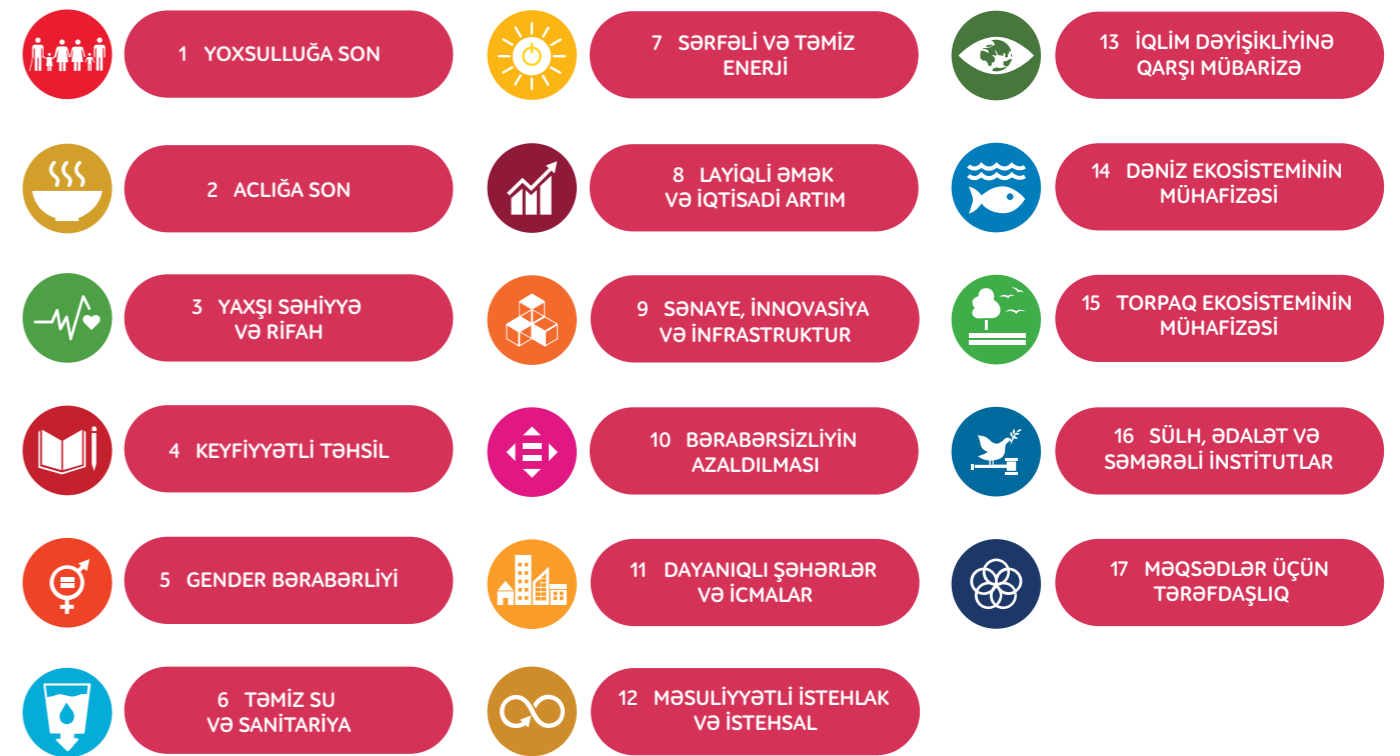 1 YOXSULLUĞA SON
2 ACLIĞA SON
3 YAXŞI SƏHİYYƏ
VƏ RİFAH
4 KEYFİYYƏTLİ TƏHSİL
5 GENDER BƏRABƏRLİYİ
6 TƏMİZ SU
VƏ SANİTARİYA
7 SƏRFƏLİ VƏ TƏMİZ
ENERJİ
8 LAYİQLİ ƏMƏK
VƏ İQTİSADİ ARTIM
9 SƏNAYE, İNNOVASİYA
VƏ İNFRASTRUKTUR
10 BƏRABƏRSİZLİYİN
AZALDILMASI
11 DAYANIQLI ŞƏHƏRLƏR
VƏ İCMALAR
12 MƏSULİYYƏTLİ İSTEHLAK
VƏ İSTEHSAL
13 İQLİM DƏYİŞİKLİYİNƏ
QARŞI MÜBARİZƏ
14 DƏNİZ EKOSİSTEMİNİN
MÜHAFİZƏSİ
15 TORPAQ EKOSİSTEMİNİN
MÜHAFİZƏSİ
16 SÜLH, ƏDALƏT VƏ
SƏMƏRƏLİ İNSTİTUTLAR
17 MƏQSƏDLƏR ÜÇÜN
TƏRƏFDAŞLIQ